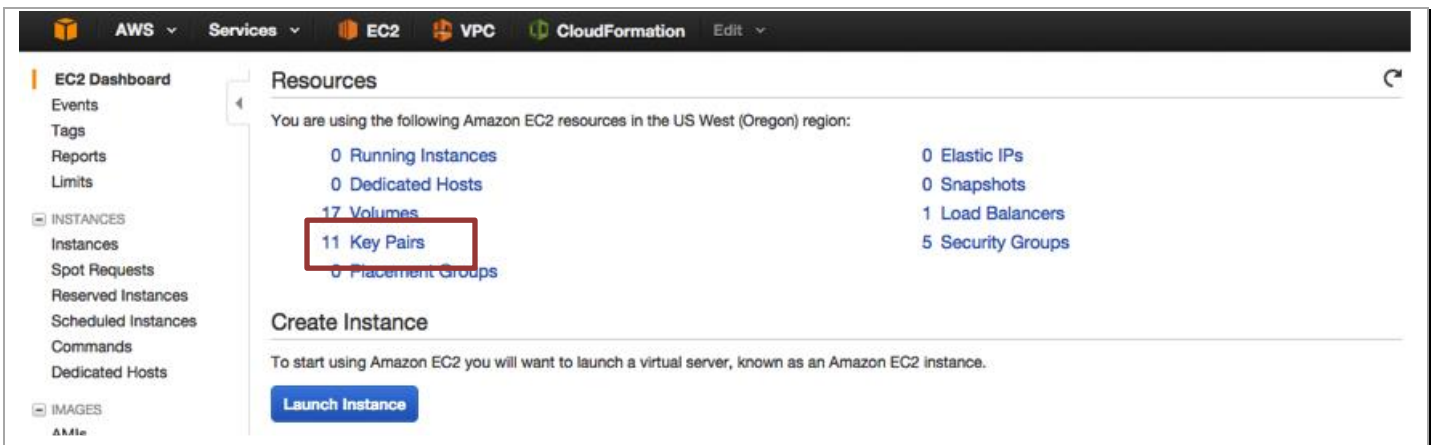 AWS Services EC2 VPC CloudFormation Edit
EC2 Dashboard
Events
Tags
Reports
Limits
INSTANCES
Instances
Spot Requests
Reserved Instances
Scheduled Instances
Commands
Dedicated Hosts
IMAGES
AMIs
Resources
You are using the following Amazon EC2 resources in the US West (Oregon) region:
0 Running Instances
0 Elastic IPs
0 Dedicated Hosts
0 Snapshots
17 Volumes
1 Load Balancers
11 Key Pairs
5 Security Groups
0 Placement Groups
Create Instance
To start using Amazon EC2 you will want to launch a virtual server, known as an Amazon EC2 instance.
Launch Instance